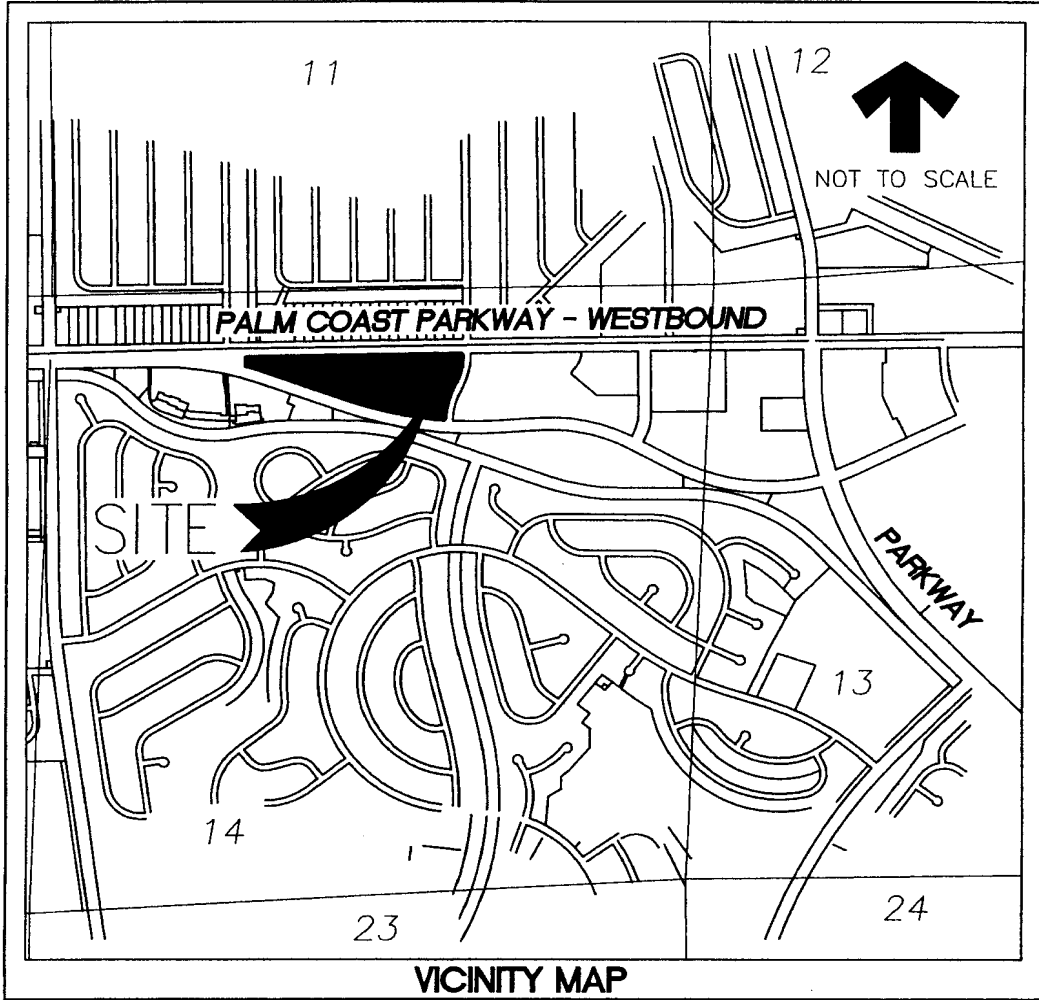 11
12
NOT TO SCALE
PALM COAST PARKWAY - WESTBOUND
SITE
PARKWAY
13
14
23
24
VICINITY MAP